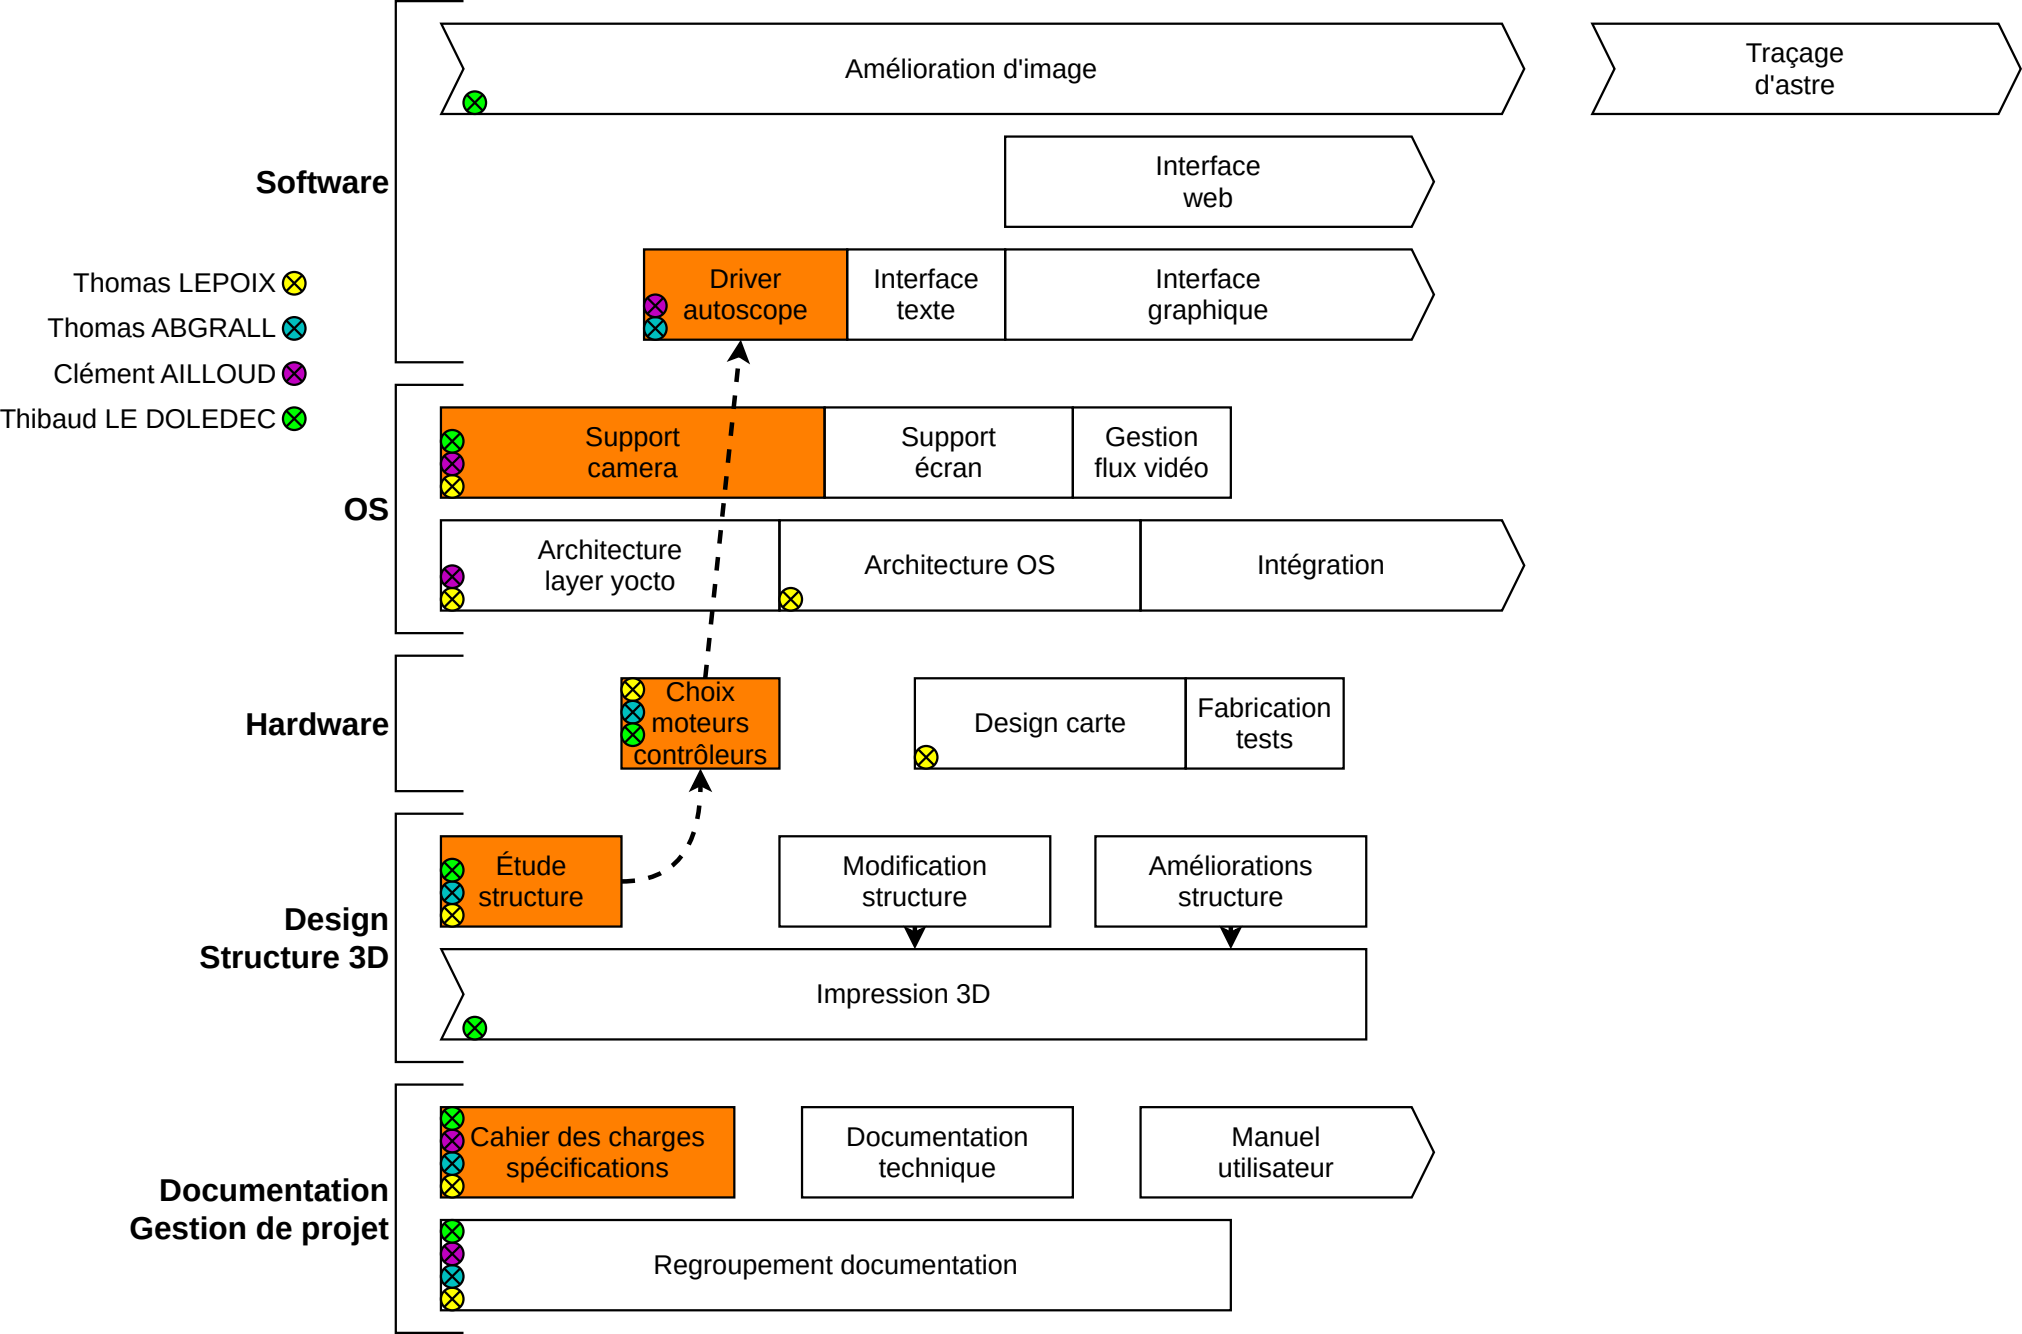 Amélioration d'image
Traçage
d'astre
Software
Interface
web
Driver
autoscope
Interface
texte
Interface
graphique
Thomas LEPOIX
Thomas ABGRALL
Clément AILLOUD
Thibaud LE DOLEDEC
OS
Support
camera
Support
écran
Gestion
flux vidéo
Architecture
layer yocto
Architecture OS
Intégration
Hardware
Choix
moteurs
contrôleurs
Design carte
Fabrication
tests
Design
Structure 3D
Étude
structure
Modification
structure
Améliorations
structure
Impression 3D
Documentation
Gestion de projet
Cahier des charges
spécifications
Documentation
technique
Manuel
utilisateur
Regroupement documentation